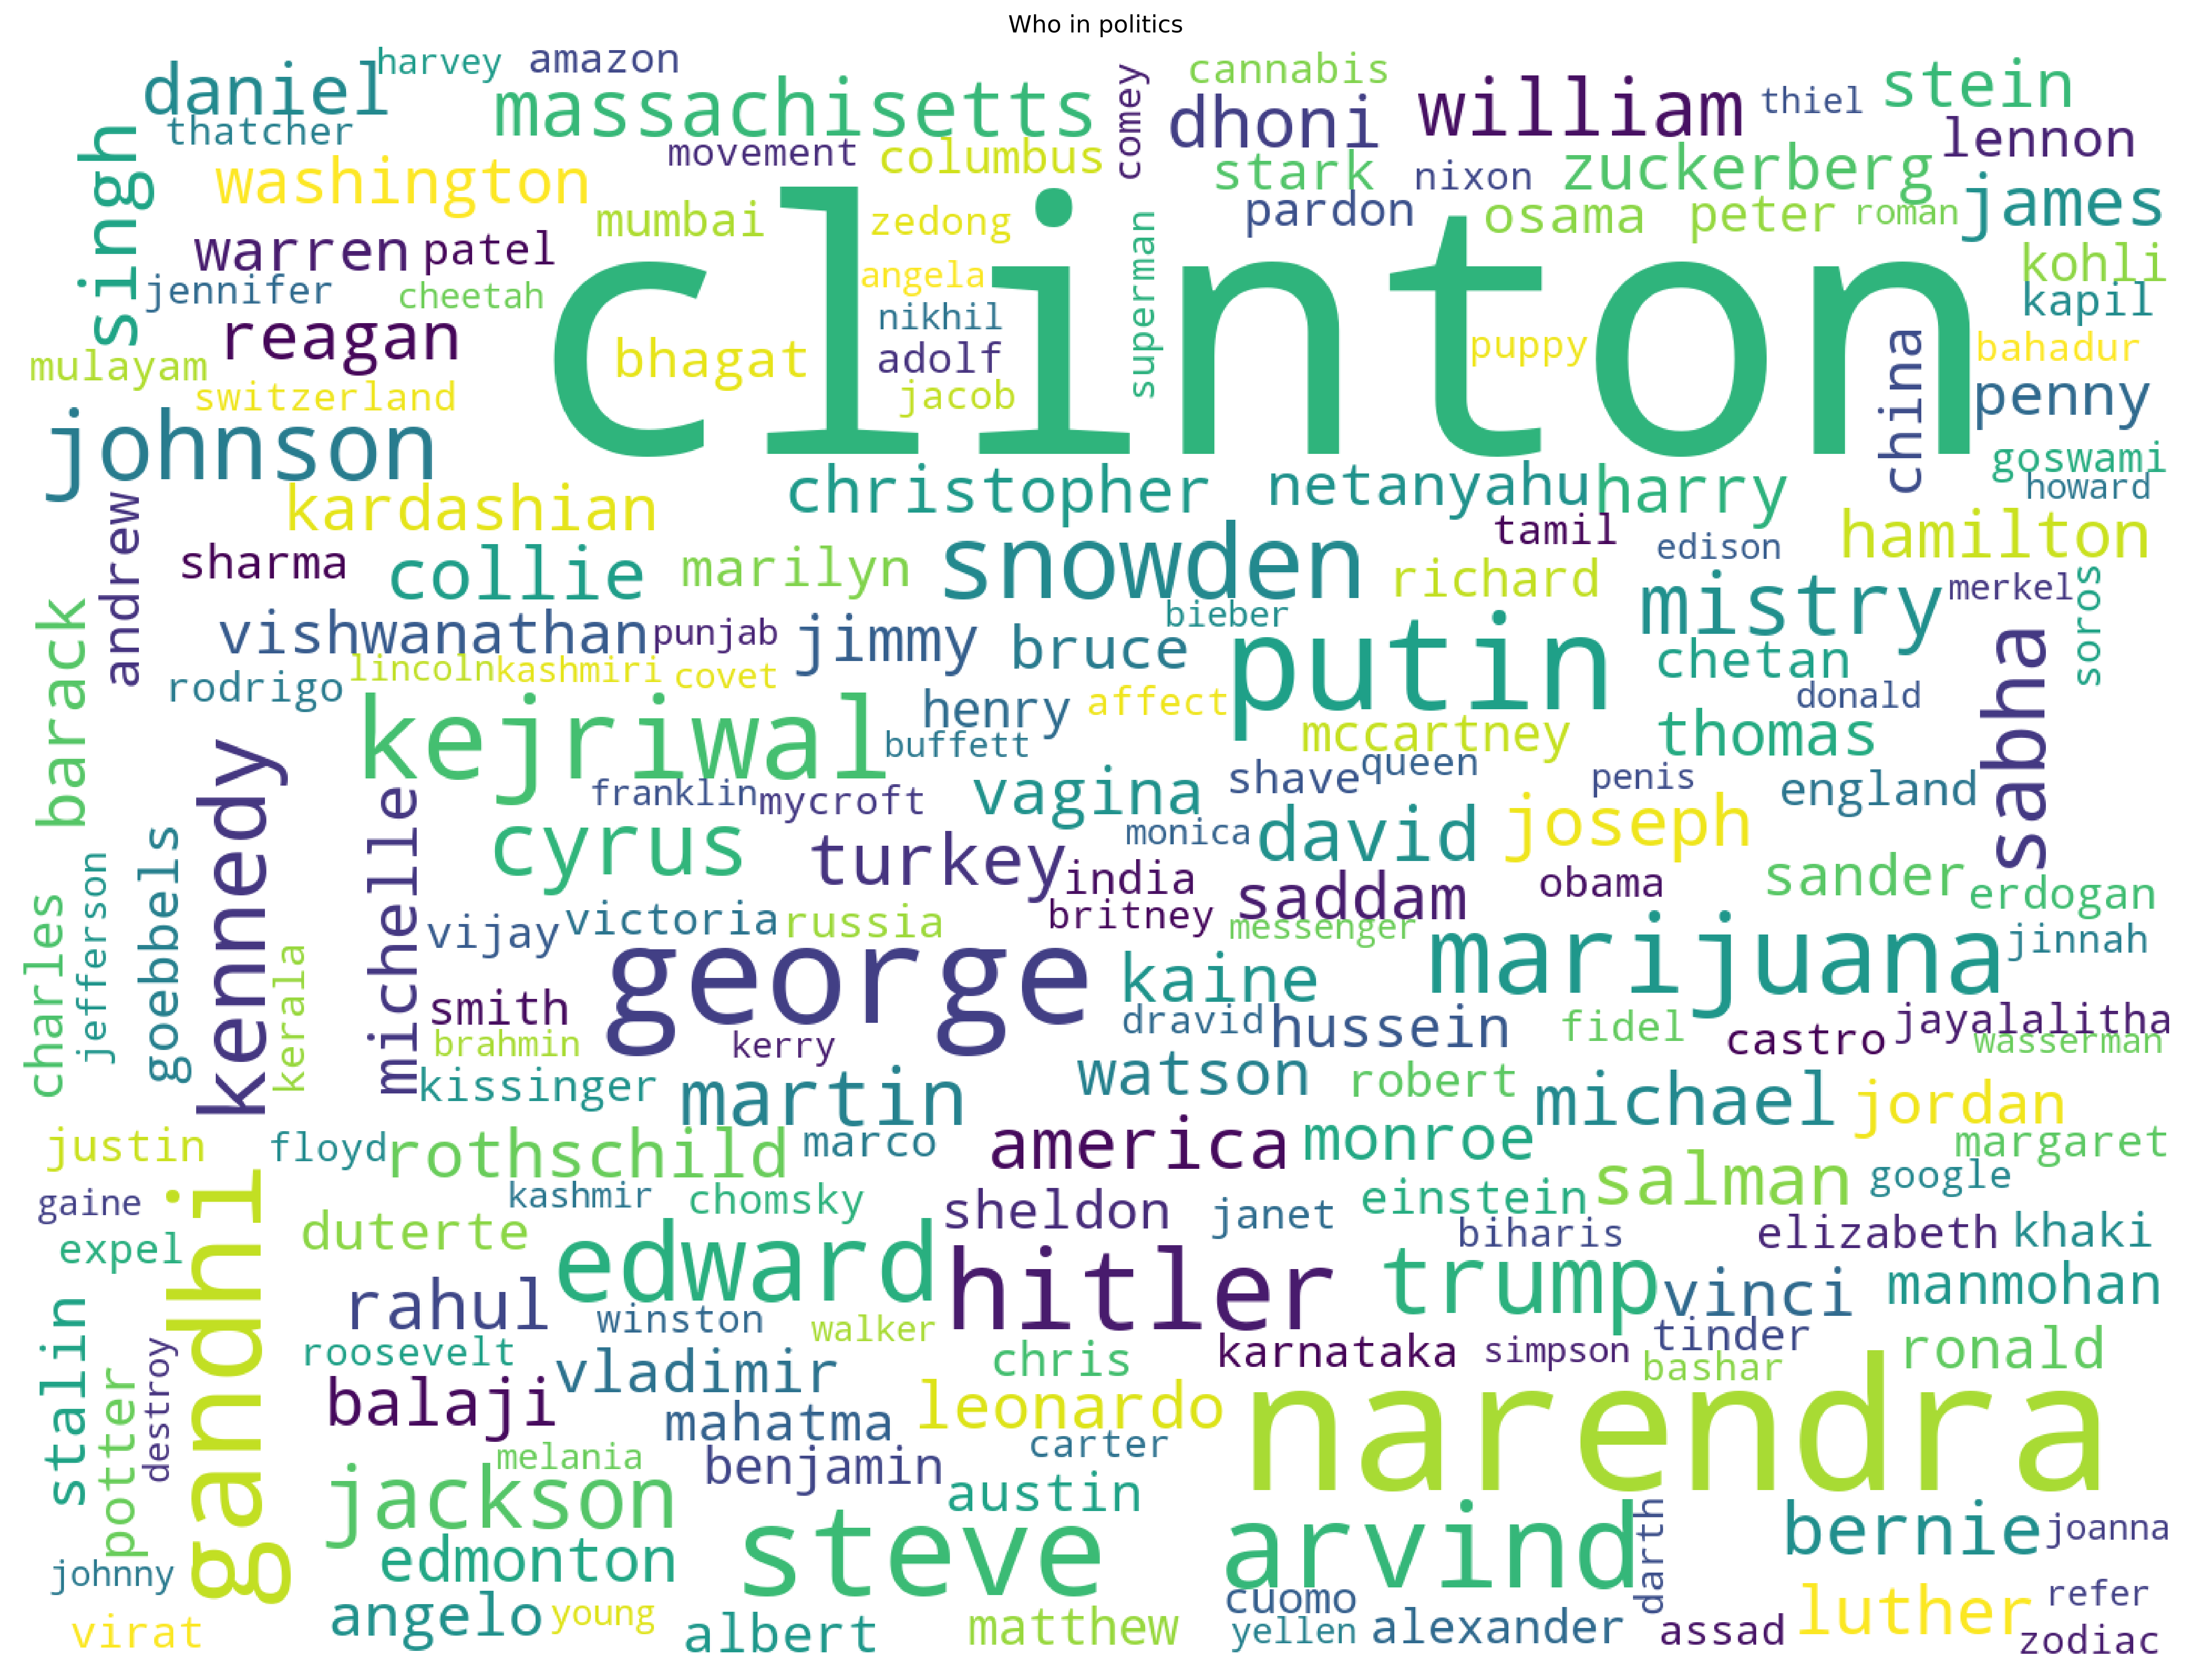 Who in politics
harvey
amazon
cannabis
daniel
massachisetts
comey
dhoni
william
thiel
stein
thatcher
movement
columbus
lennon
singh
washington
stark
nixon
zuckerberg
james
mumbai
zedong
superman
pardon
osama
peter
roman
warren
patel
clinton
kohli
jennifer
cheetah
angela
kapil
reagan
nikhil
bhagat
adolf
puppy
china
bahadur
mulayam
switzerland
jacob
penny
johnson
goswami
christopher
netanyahu
harry
howard
andrew
kardashian
tamil
edison
hamilton
sharma
collie
marilyn
snowden
richard
mistry
merkel
soros
barack
vishwanathan
punjab
jimmy
bruce
bieber
putin
chetan
sabha
rodrigo
lincoln
kashmiri
covet
henry
affect
donald
kejriwal
buffett
mccartney
thomas
kennedy
franklin
mycroft
vagina
shave
queen
penis
england
michelle
cyrus
turkey
monica
david
joseph
goebbels
india
saddam
obama
sander
erdogan
charles
jefferson
vijay
victoria
russia
britney
messenger
marijuana
jinnah
kerala
george
kaine
smith
dravid
hussein
fidel
castro
jayalalitha
brahmin
kerry
wasserman
kissinger
martin
watson
robert
michael
jordan
justin
floyd
rothschild
marco
america
monroe
margaret
gandhi
gaine
kashmir
chomsky
sheldon
janet
einstein
salman
google
expel
duterte
edward
hitler
biharis
elizabeth
khaki
trump
vinci
manmohan
stalin
rahul
winston
walker
tinder
destroy
roosevelt
vladimir
chris
karnataka
simpson
bashar
ronald
potter
balaji
mahatma
leonardo
narendra
melania
benjamin
carter
jackson
austin
steve
arvind
darth
bernie
joanna
johnny
edmonton
cuomo
luther
refer
virat
angelo
young
albert
matthew
yellen
alexander
assad
zodiac